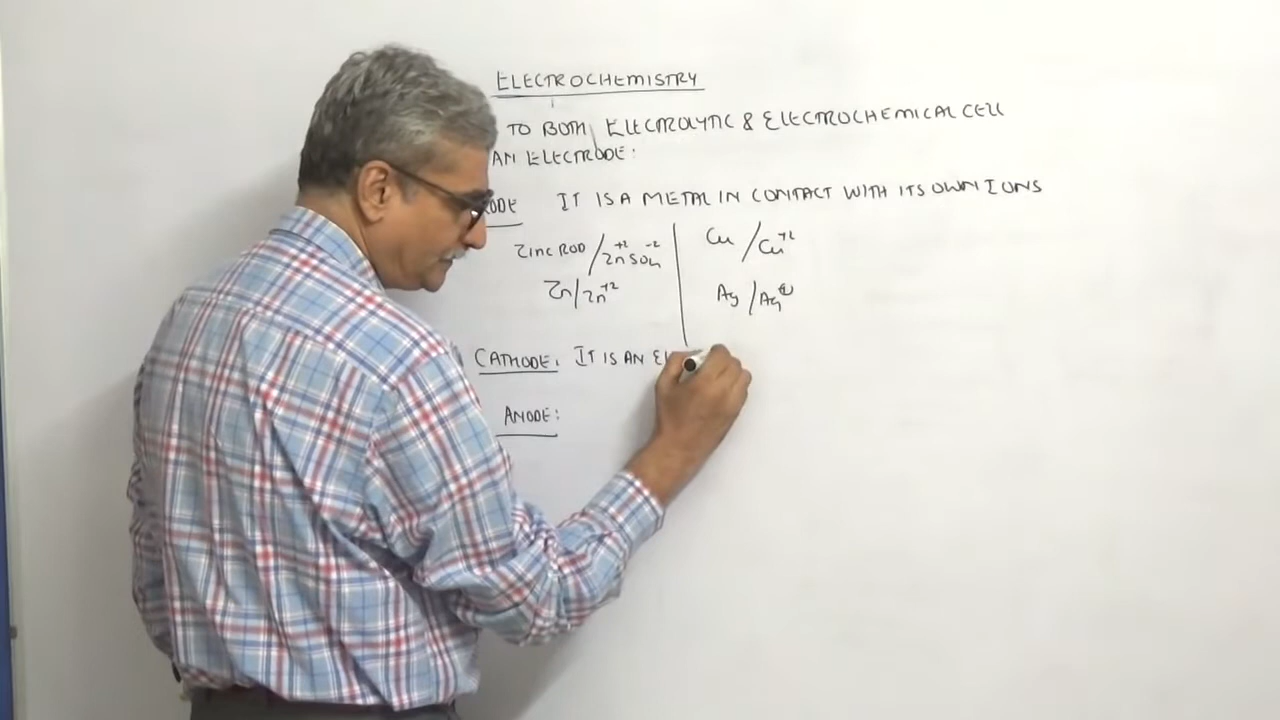 ELECTROCHEMISTRY
TO BOTH ELECTROLYTIC & ELECTROCHEMICAL CELL
AN ELECTRODE:
IT IS A METAL IN CONTACT WITH ITS OWN IONS
ZINC ROD / Zn+2 SO4-2 Cu / Cu+2
Zn/Zn+2 Ag / Ag+
CATHODE: IT IS AN
ANODE: